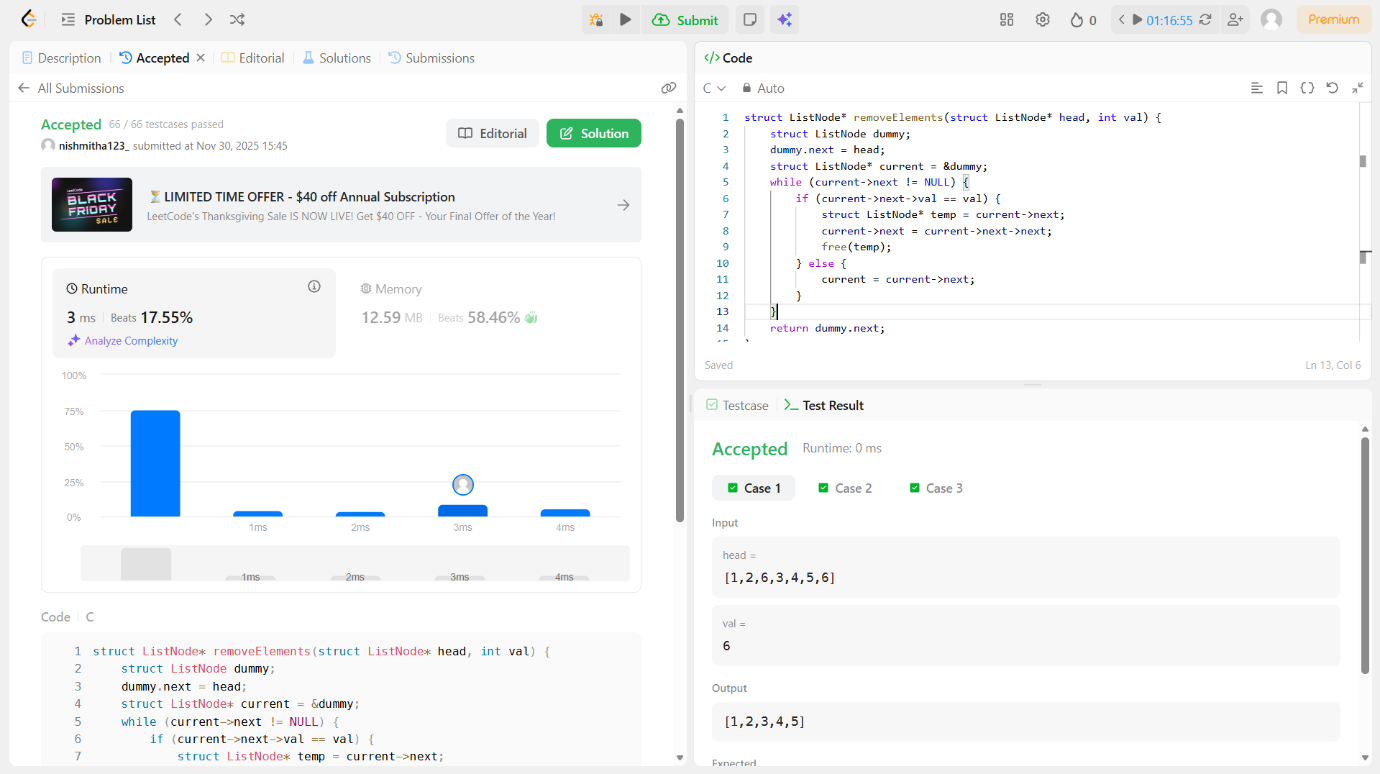 Problem List
Submit
0
01:16:55
Premium
Description
Accepted
Editorial
Solutions
Submissions
All Submissions
Accepted 66 / 66 testcases passed
nishmitha123_ submitted at Nov 30, 2025 15:45
Editorial
Solution
BLACK
FRIDAY
SALE
LIMITED TIME OFFER - $40 off Annual Subscription
LeetCode's Thanksgiving Sale IS NOW LIVE! Get $40 OFF - Your Final Offer of the Year!
Runtime
3 ms Beats 17.55%
Analyze Complexity
Memory
12.59 MB Beats 58.46%
100%
75%
50%
25%
0%
1ms 2ms 3ms 4ms
1ms 2ms 3ms 4ms
Code C
1 struct ListNode* removeElements(struct ListNode* head, int val) {
2 struct ListNode dummy;
3 dummy.next = head;
4 struct ListNode* current = &dummy;
5 while (current->next != NULL) {
6 if (current->next->val == val) {
7 struct ListNode* temp = current->next;
</> Code
C Auto
1 struct ListNode* removeElements(struct ListNode* head, int val) {
2 struct ListNode dummy;
3 dummy.next = head;
4 struct ListNode* current = &dummy;
5 while (current->next != NULL) {
6 if (current->next->val == val) {
7 struct ListNode* temp = current->next;
8 current->next = current->next->next;
9 free(temp);
10 } else {
11 current = current->next;
12 }
13 }
14 return dummy.next;
Saved
Ln 13, Col 6
Testcase
Test Result
Accepted Runtime: 0 ms
Case 1 Case 2 Case 3
Input
head =
[1,2,6,3,4,5,6]
val =
6
Output
[1,2,3,4,5]
Expected